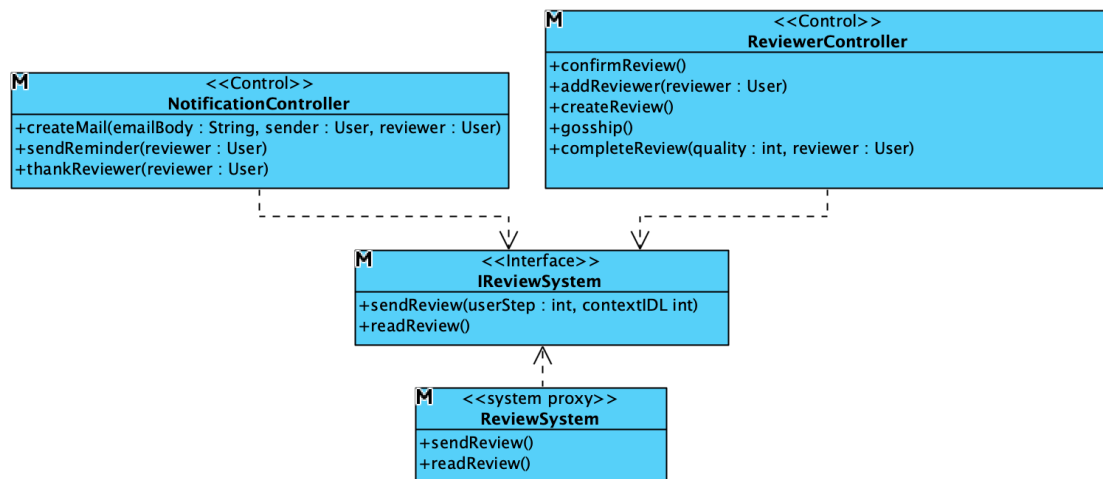 M
<<Control>>
NotificationController
+createMail(emailBody : String, sender : User, reviewer : User)
+sendReminder(reviewer : User)
+thankReviewer(reviewer : User)
M
<<Control>>
ReviewerController
+confirmReview()
+addReviewer(reviewer : User)
+createReview()
+gosship()
+completeReview(quality : int, reviewer : User)
M
<<Interface>>
IReviewSystem
+sendReview(userStep : int, contextIDL int)
+readReview()
M
<<system proxy>>
ReviewSystem
+sendReview()
+readReview()